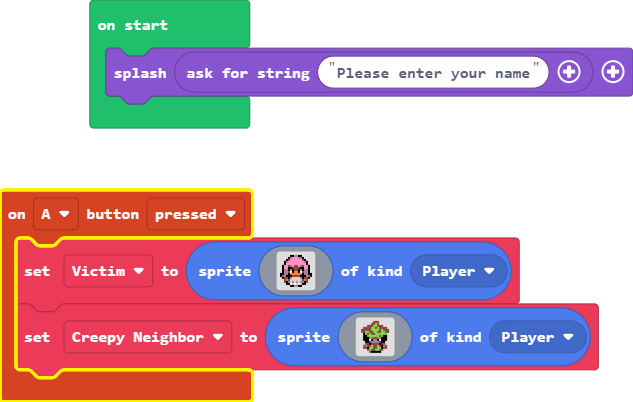 on start
splash ask for string "Please enter your name"
on A button pressed
set Victim to sprite of kind Player
set Creepy Neighbor to sprite of kind Player